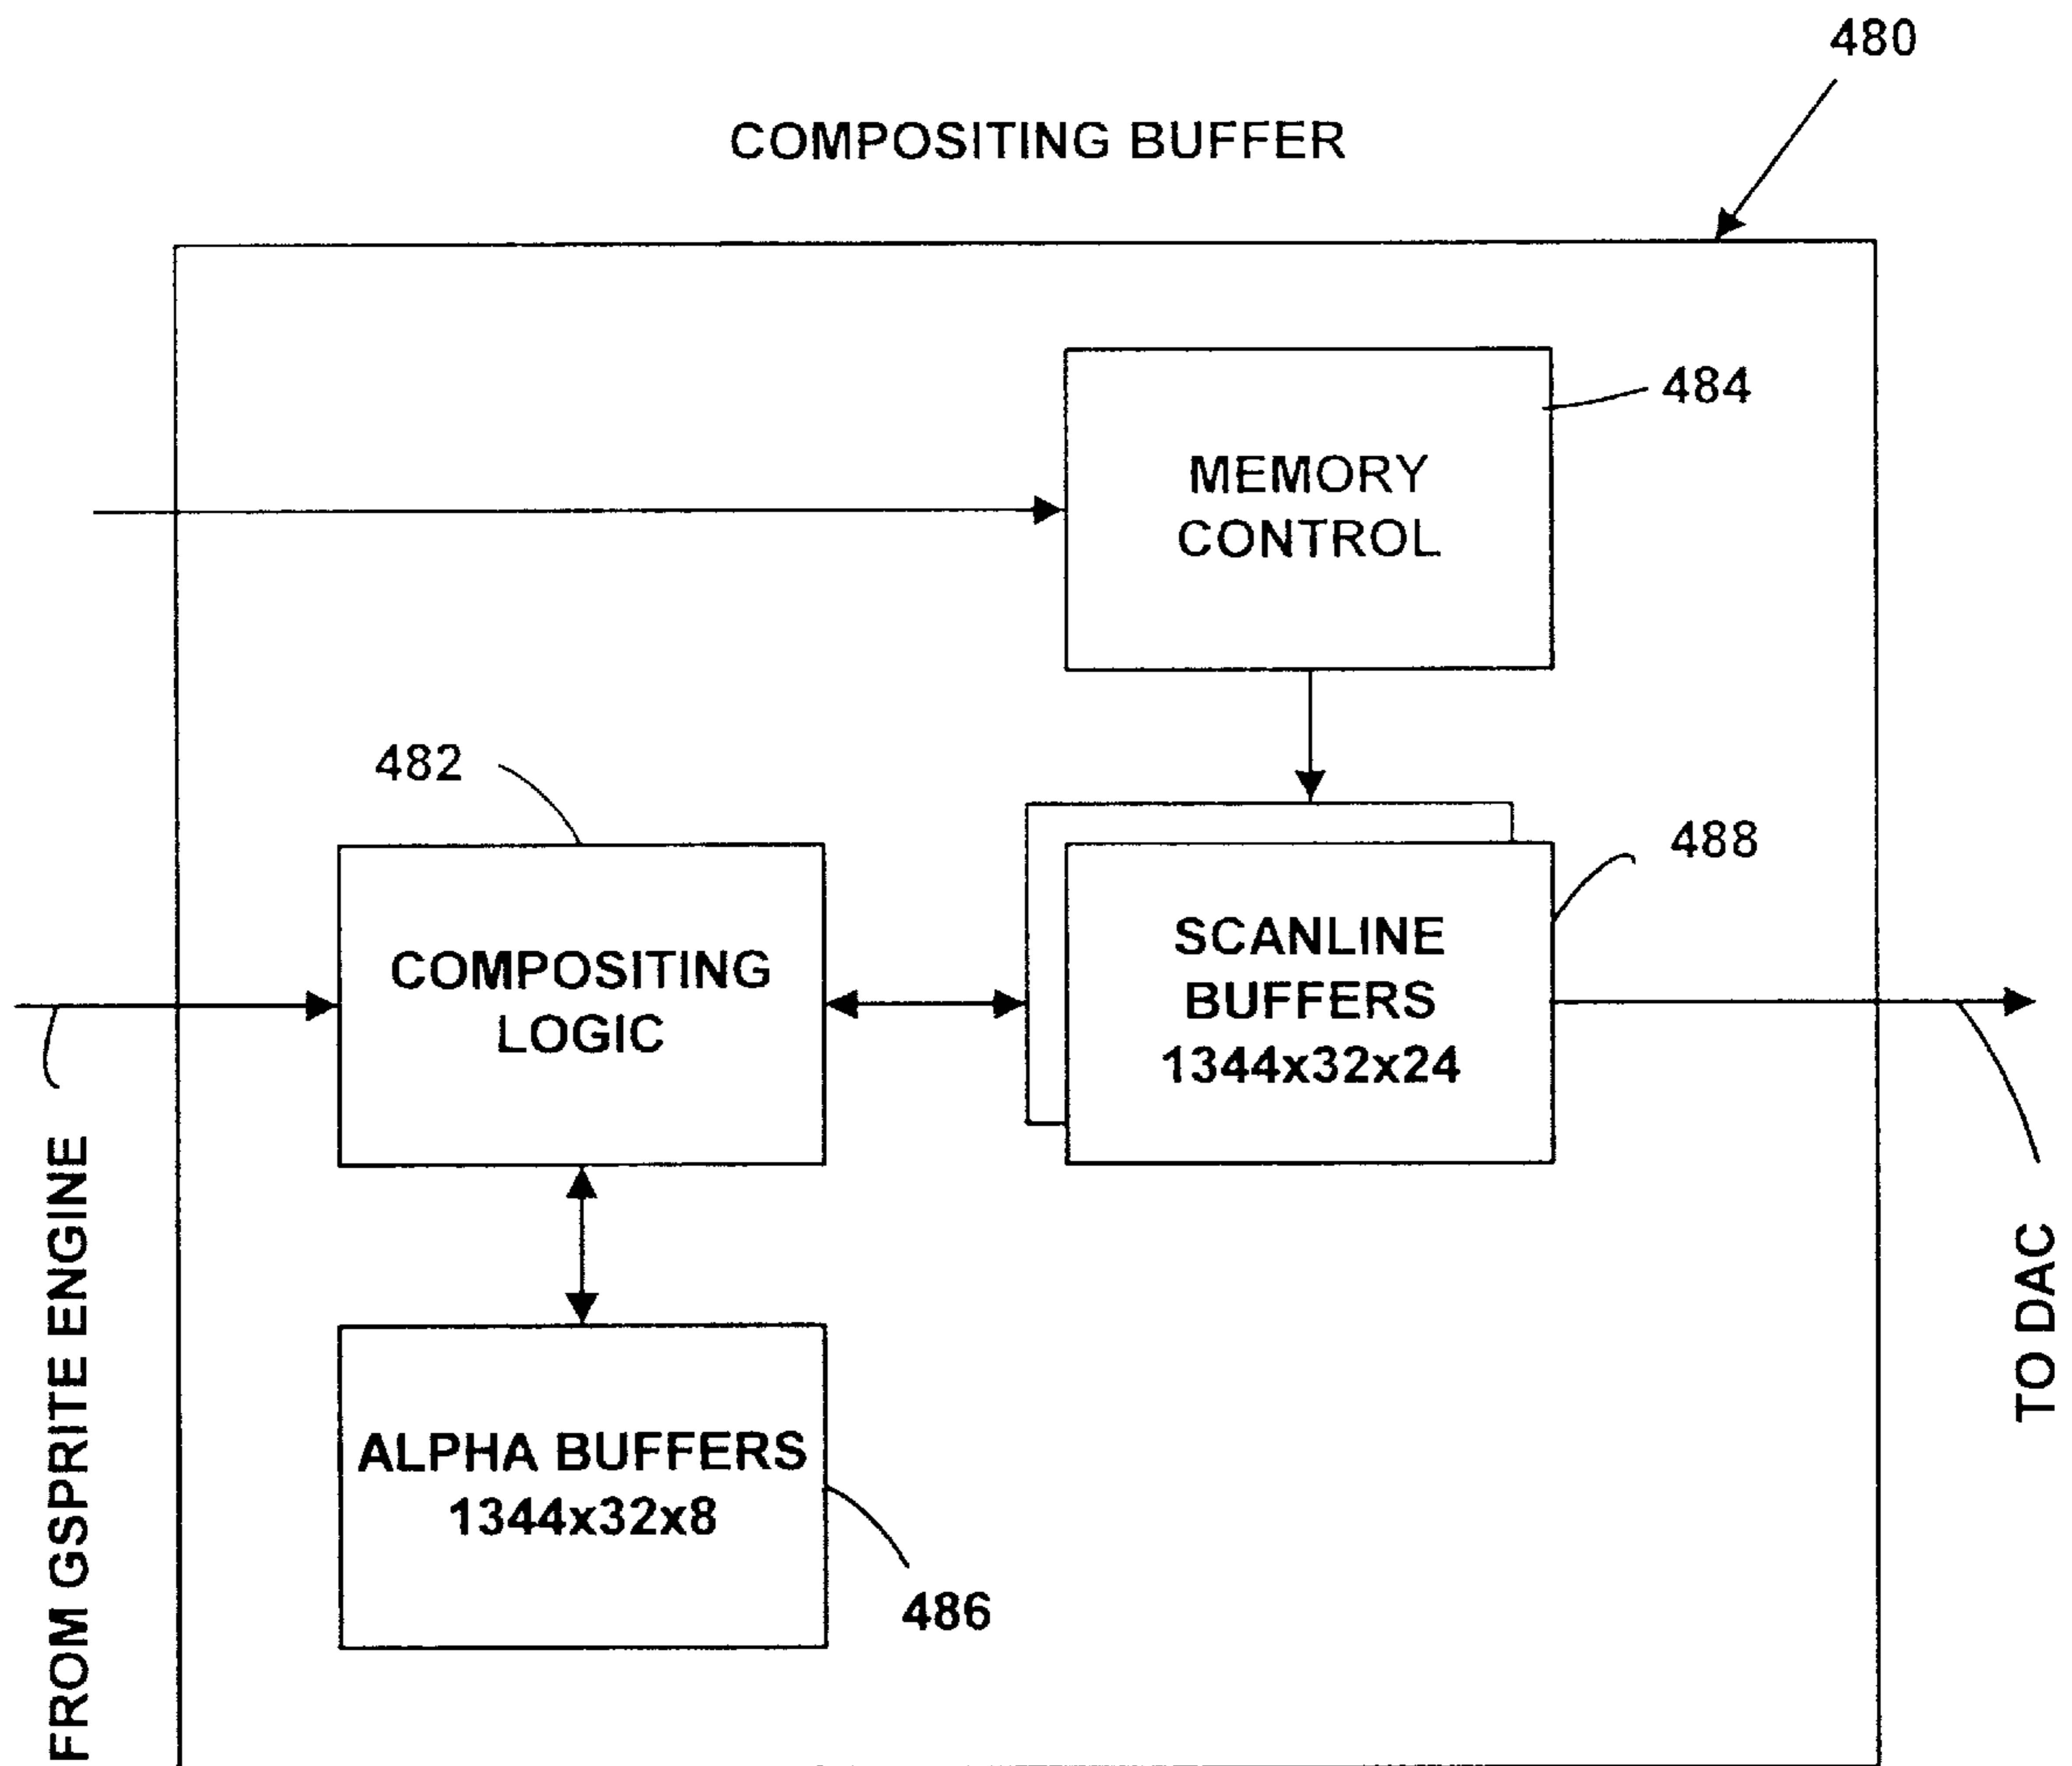 480
COMPOSITING BUFFER
484
MEMORY
CONTROL
482
488
COMPOSITING
LOGIC
SCANLINE
BUFFERS
1344x32x24
FROM GSPRITE ENGINE
TO DAC
ALPHA BUFFERS
1344x32x8
486